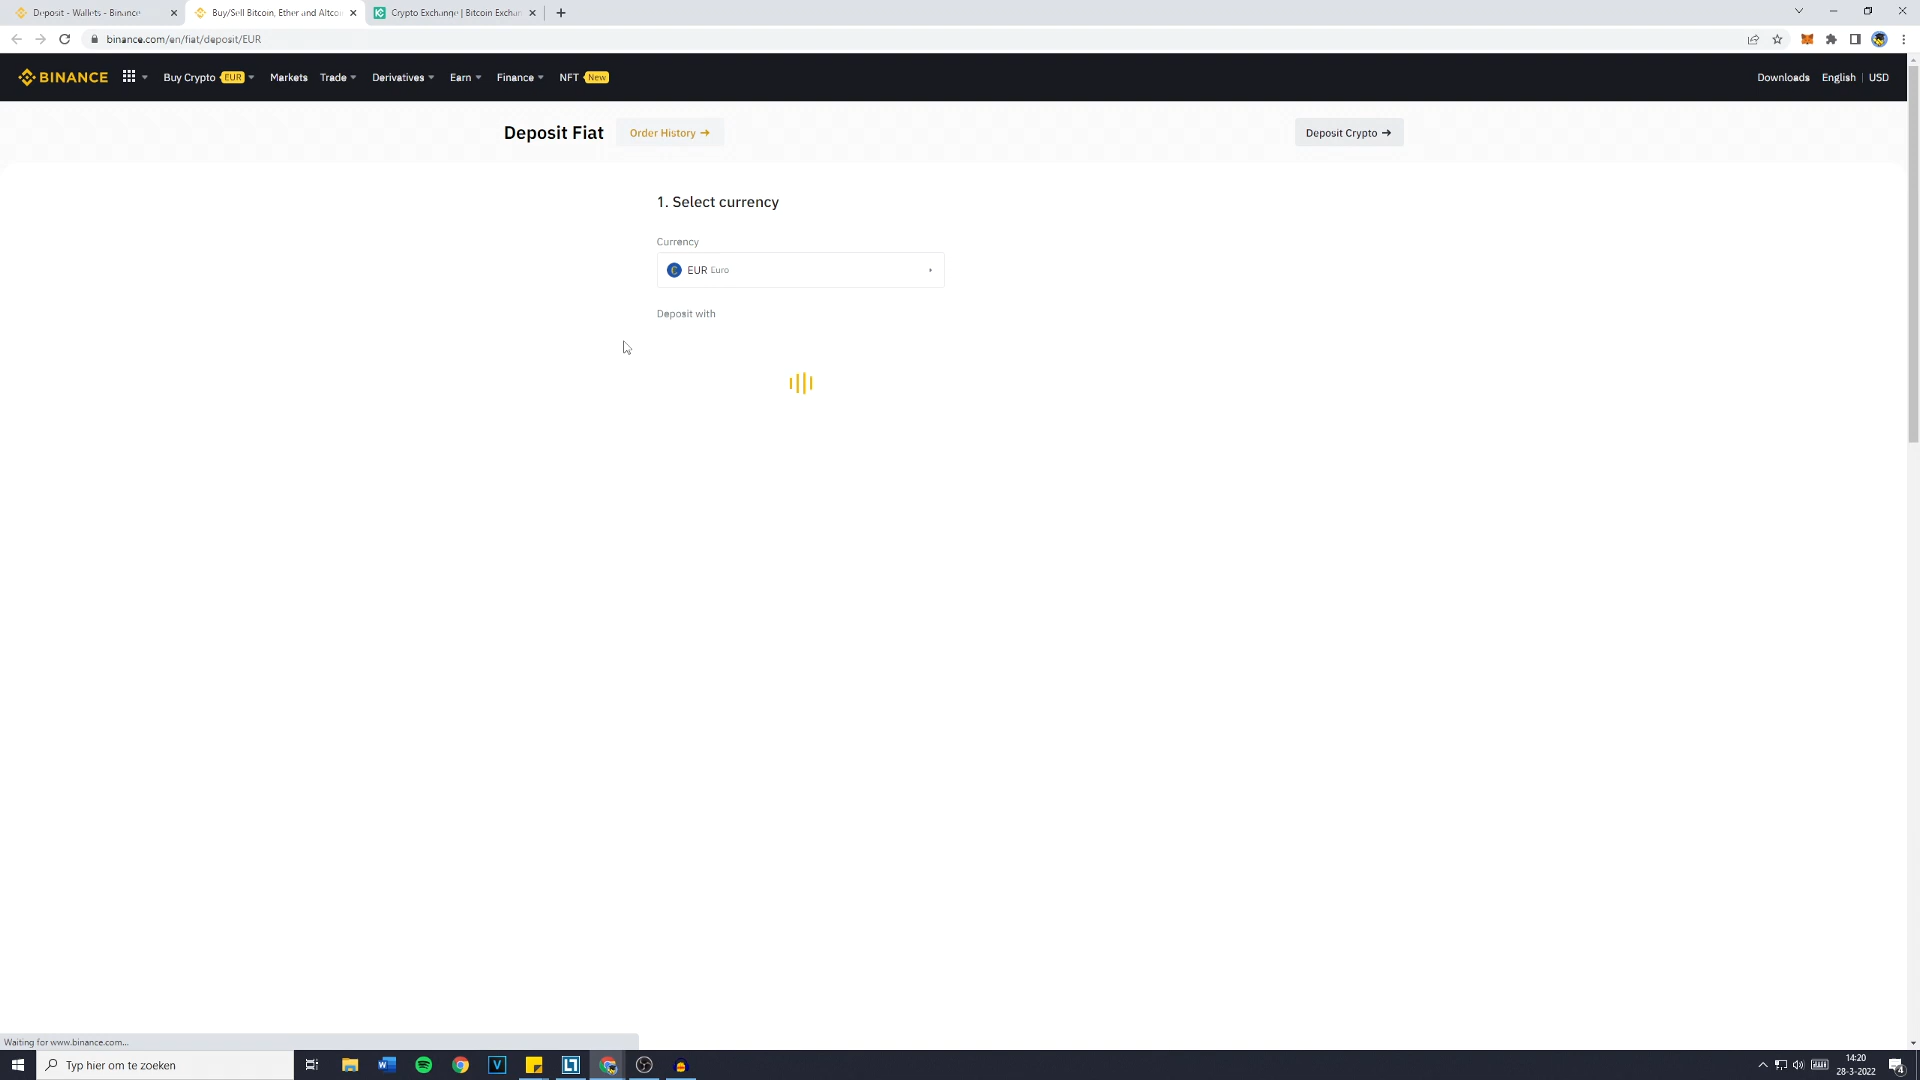 Deposit - Wallets - Binance
Buy/Sell Bitcoin, Ether and Altcoi
Crypto Exchange | Bitcoin Exchan
binance.com/en/fiat/deposit/EUR
BINANCE
Buy Crypto EUR
Markets
Trade
Derivatives
Earn
Finance
NFT New
Downloads
English | USD
Deposit Fiat
Order History →
Deposit Crypto →
1. Select currency
Currency
EUR Euro
Deposit with
Waiting for www.binance.com...
Typ hier om te zoeken
14:20
28-3-2022
4